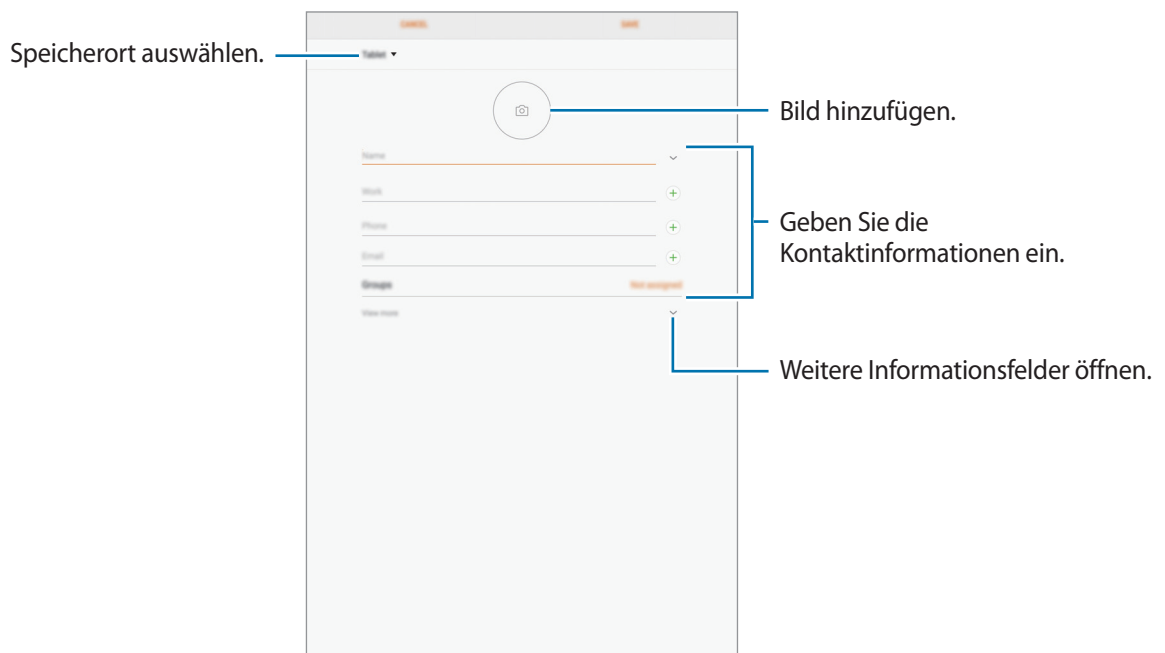 CANCEL
SAVE
Speicherort auswählen.
Tablet
Bild hinzufügen.
Name
Work
Phone
Geben Sie die
Kontaktinformationen ein.
Email
Groups
Not assigned
View more
Weitere Informationsfelder öffnen.